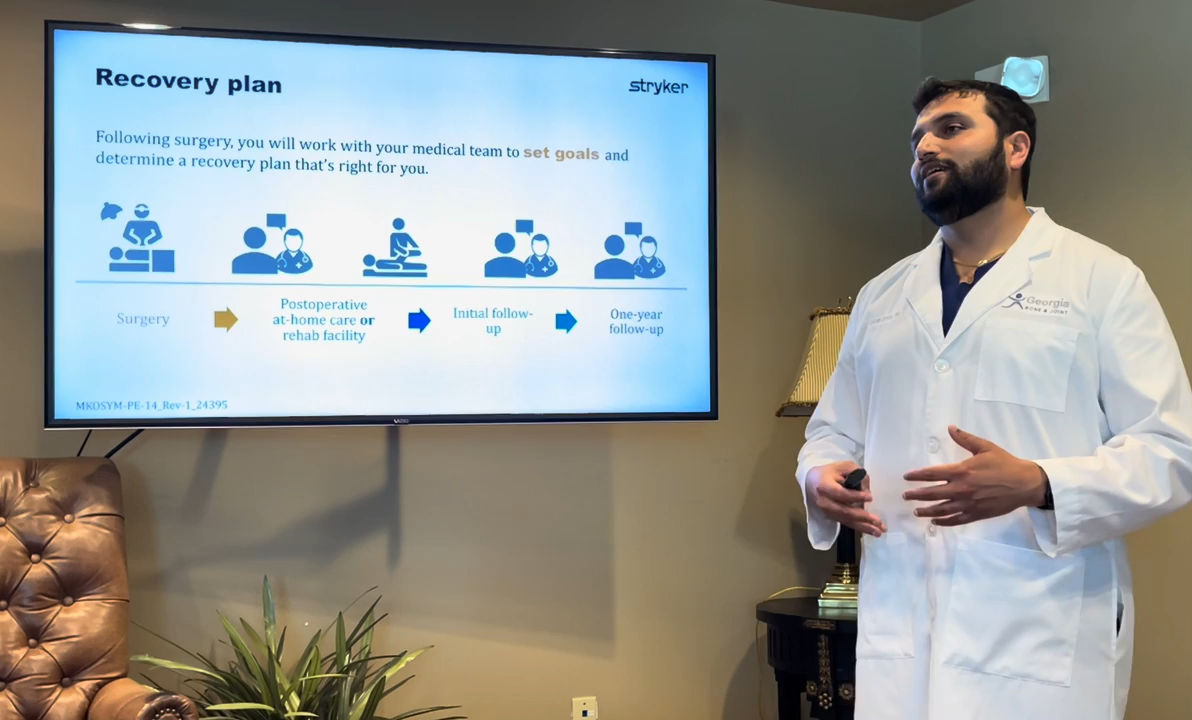 Recovery plan
stryker
Following surgery, you will work with your medical team to set goals and
determine a recovery plan that's right for you.
Surgery
Postoperative
at-home care or
rehab facility
Initial follow-
up
One-year
follow-up
MKOSYM-PE-14_Rev-1_24395
VIZIO
Georgia
BONE & JOINT